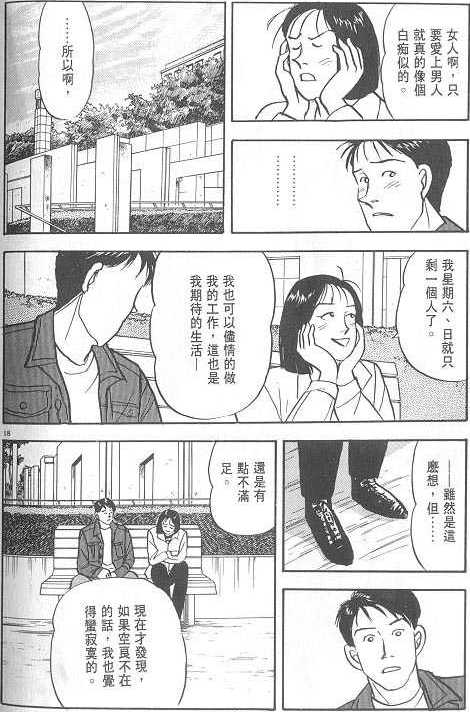 女人啊，只
要愛上男人
就真的像個
白痴似的。
…………
……所以啊，
我星期六、日就只
剩一個人了。
我也可以儘情的做
我的工作，這也是
我期待的生活—
——雖然是這
麼想，但……
還是有
點不滿
足。
現在才發現，
如果空良不在
的話，我也覺
得蠻寂寞的。
18